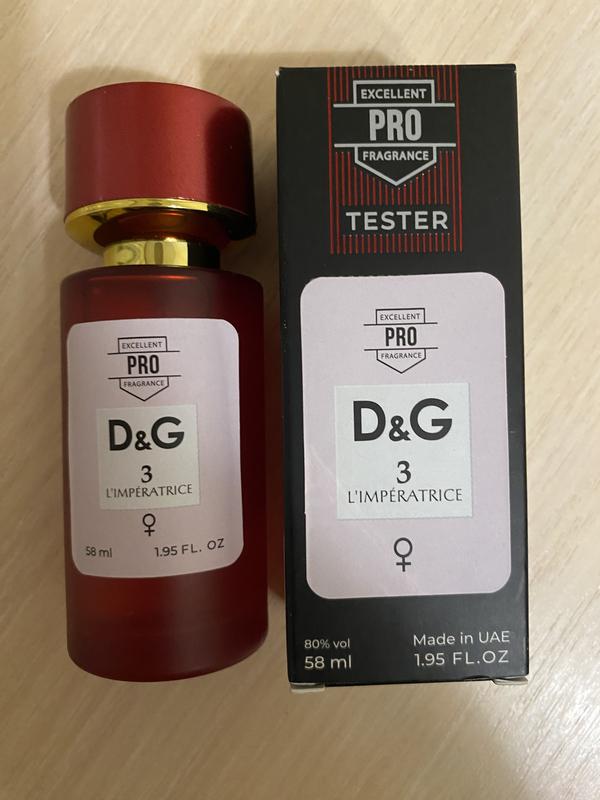 EXCELLENT
PRO
FRAGRANCE
D&G
3
L'IMPÉRATRICE
♀
58 ml 1.95 FL. OZ
EXCELLENT
PRO
FRAGRANCE
TESTER
EXCELLENT
PRO
FRAGRANCE
D&G
3
L'IMPÉRATRICE
♀
80% vol Made in UAE
58 ml 1.95 FL.OZ